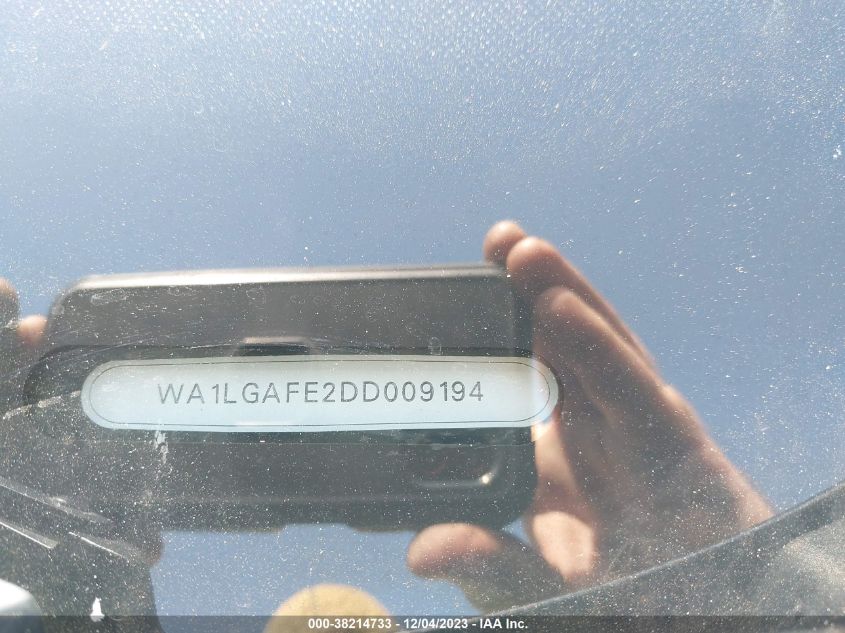 WA1LGAFE2DD009194
000-38214733 - 12/04/2023 - IAA Inc.